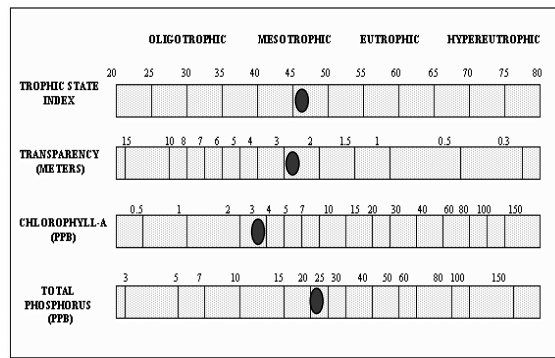 OLIGOTROPHIC MESOTROPHIC EUTROPHIC HYPEREUTROPHIC
20 25 30 35 40 45 50 55 60 65 70 75 80
TROPHIC STATE
INDEX
15 10 8 7 6 5 4 3 2 1.5 1 0.5 0.3
TRANSPARENCY
(METERS)
0.5 1 2 3 4 5 7 10 15 20 30 40 60 80 100 150
CHLOROPHYLL-A
(PPB)
3 5 7 10 15 20 25 30 40 50 60 80 100 150
TOTAL
PHOSPHORUS
(PPB)